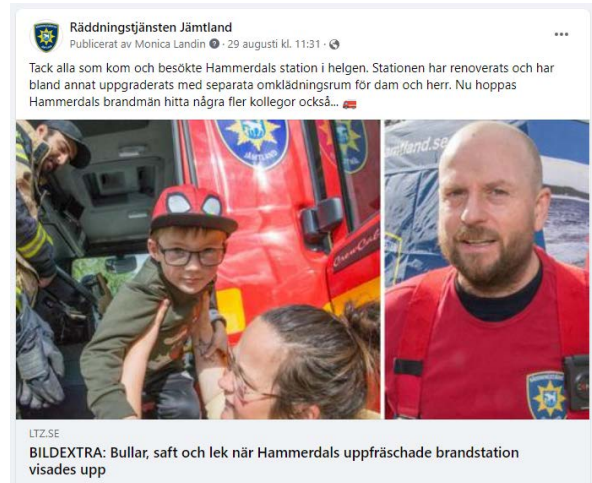 Räddningstjänsten Jämtland
Publicerat av Monica Landin · 29 augusti kl. 11:31 ·
Tack alla som kom och besökte Hammerdals station i helgen. Stationen har renoverats och har
bland annat uppgraderats med separata omklädningsrum för dam och herr. Nu hoppas
Hammerdals brandmän hitta några fler kollegor också...
JÄMTLAND
CrewCab
amtland.se
LTZ.SE
BILDEXTRA: Bullar, saft och lek när Hammerdals uppfräschade brandstation
visades upp